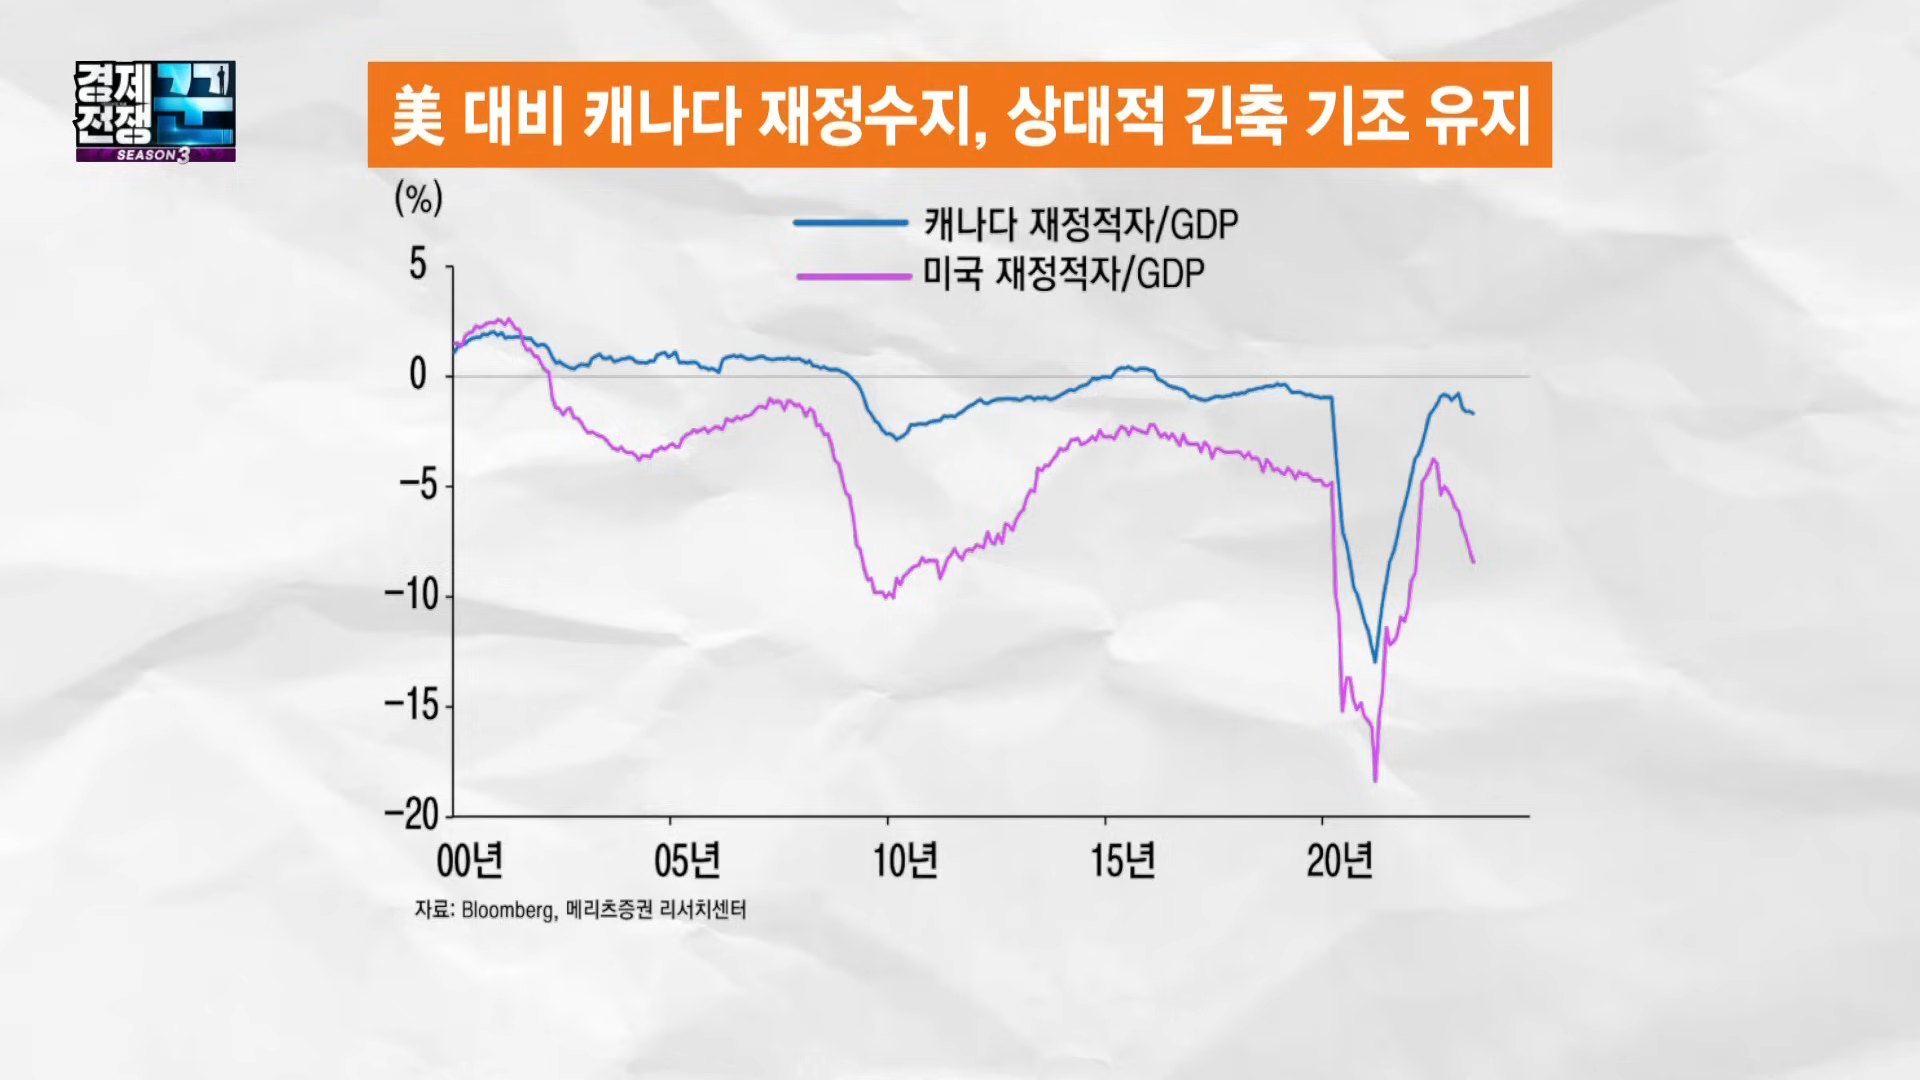 경제
전쟁
꾼
SEASON3
美 대비 캐나다 재정수지, 상대적 긴축 기조 유지
(%)
캐나다 재정적자/GDP
미국 재정적자/GDP
5
0
-5
-10
-15
-20
00년 05년 10년 15년 20년
자료: Bloomberg, 메리츠증권 리서치센터